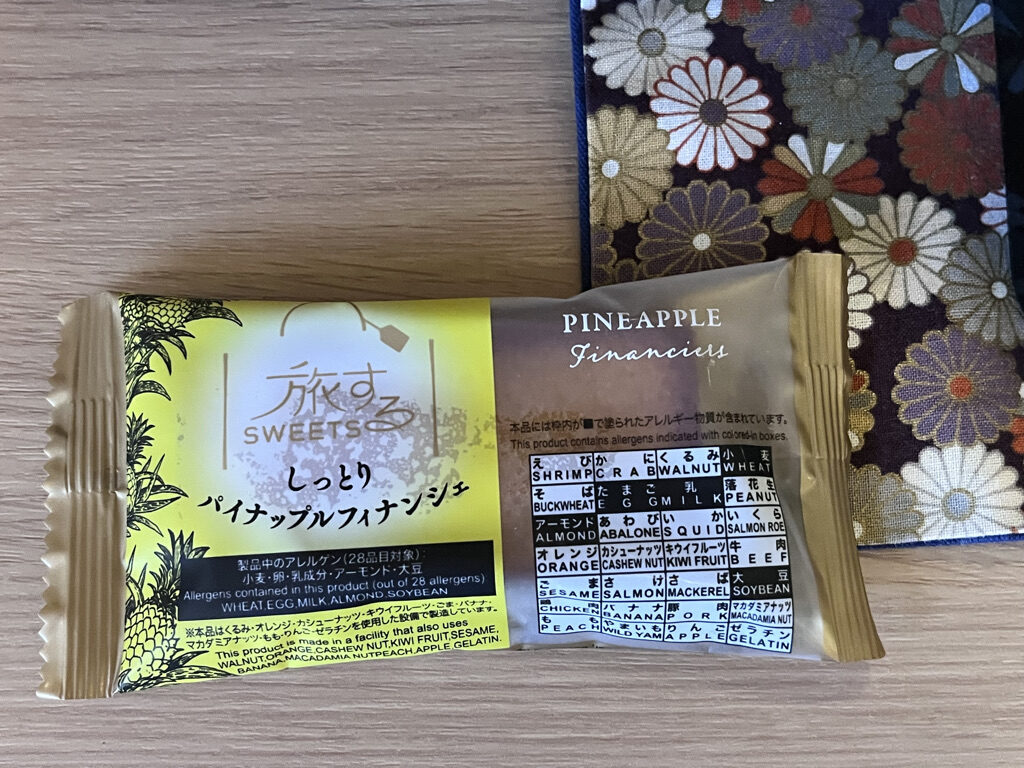 旅する
SWEETS
しっとり
パイナップルフィナンシェ
製品中のアレルゲン(28品目対象):
小麦・卵・乳成分・アーモンド・大豆
Allergens contained in this product (out of 28 allergens)
WHEAT,EGG,MILK,ALMOND,SOYBEAN
※本品はくるみ・オレンジ・カシューナッツ・キウイフルーツ・ごま・バナナ・
マカダミアナッツ・もも・りんご・ゼラチンを使用した設備で製造しています。
This product is made in a facility that also uses
WALNUT,ORANGE,CASHEW NUT,KIWI FRUIT,SESAME,
BANANA,MACADAMIA NUTPEACH,APPLE,GELATIN.
PINEAPPLE
Financiers
本品には枠内が■で塗られたアレルギー物質が含まれています。
This product contains allergens indicated with colored-in boxes.
えび かに くるみ 小麦
SHRIMP CRAB WALNUT WHEAT
そば たまご 乳 落花生
BUCKWHEAT EGG MILK PEANUT
アーモンド あわび いか いくら
ALMOND ABALONE SQUID SALMON ROE
オレンジ カシューナッツ キウイフルーツ 牛肉
ORANGE CASHEW NUT KIWI FRUIT BEEF
ごま さけ さば 大豆
SESAME SALMON MACKEREL SOYBEAN
鶏肉 バナナ 豚肉 マカダミアナッツ
CHICKEN BANANA PORK MACADAMIA NUT
もも やまいも りんご ゼラチン
PEACH WILD YAM APPLE GELATIN